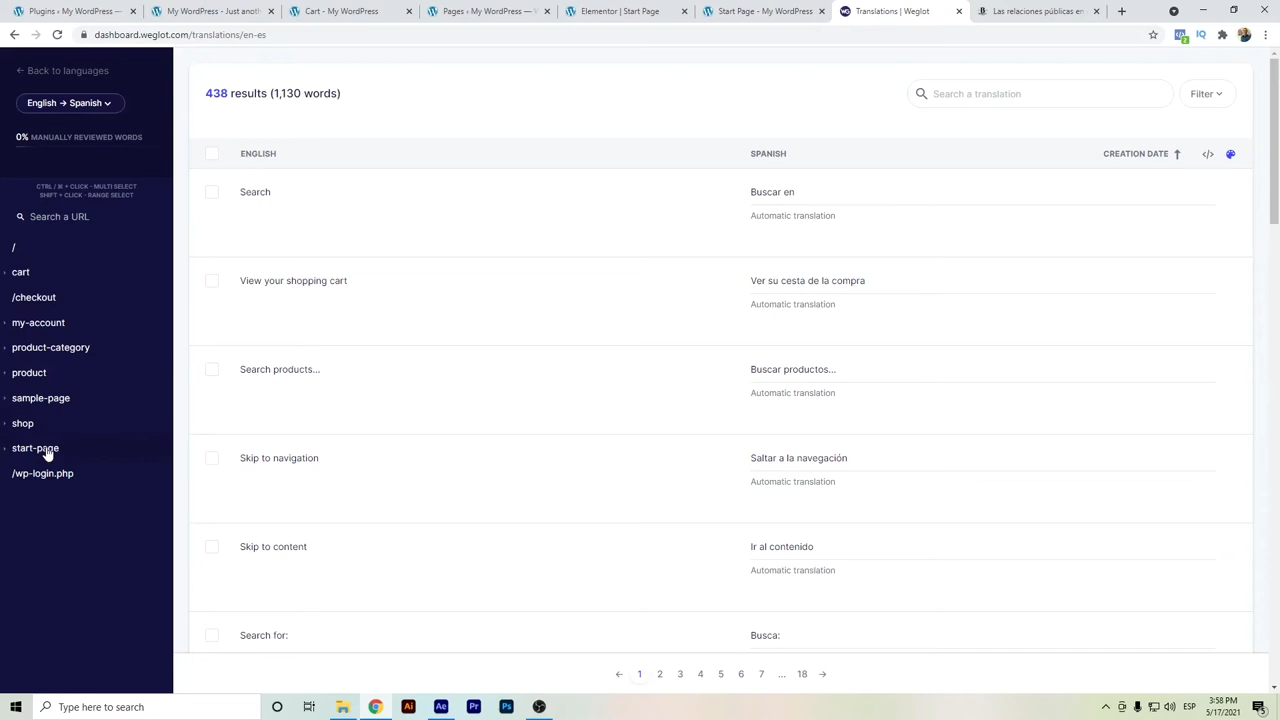 Plugins ‹ My WordPress
My WordPress – Just anoth
Cart – My WordPress
Pages ‹ My WordPress —
Elementor | Start Page
Start Page – My WordPress
Translations | Weglot
Las relaciones públicas en
dashboard.weglot.com/translations/en-es
← Back to languages
English → Spanish
0% MANUALLY REVIEWED WORDS
CTRL / ⌘ + CLICK - MULTI SELECT
SHIFT + CLICK - RANGE SELECT
Search a URL
/
cart
/checkout
my-account
product-category
product
sample-page
shop
start-page
/wp-login.php
438 results (1,130 words)
Search a translation
Filter
ENGLISH SPANISH CREATION DATE ↑ </>
Search Buscar en
Automatic translation
View your shopping cart Ver su cesta de la compra
Automatic translation
Search products... Buscar productos...
Automatic translation
Skip to navigation Saltar a la navegación
Automatic translation
Skip to content Ir al contenido
Automatic translation
Search for: Busca:
← 1 2 3 4 5 6 7 ... 18 →
Type here to search
Ai
Ae
Pr
Ps
ESP
3:58 PM
5/17/2021